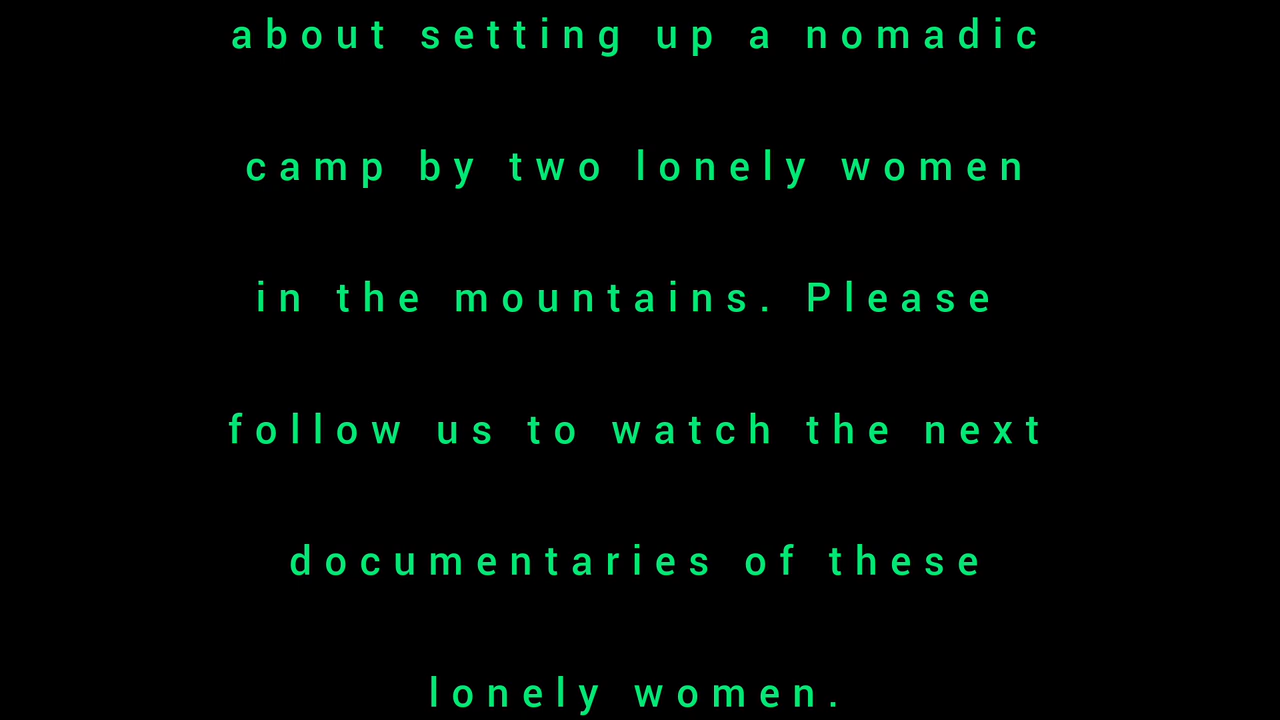 about setting up a nomadic
camp by two lonely women
in the mountains. Please
follow us to watch the next
documentaries of these
lonely women.